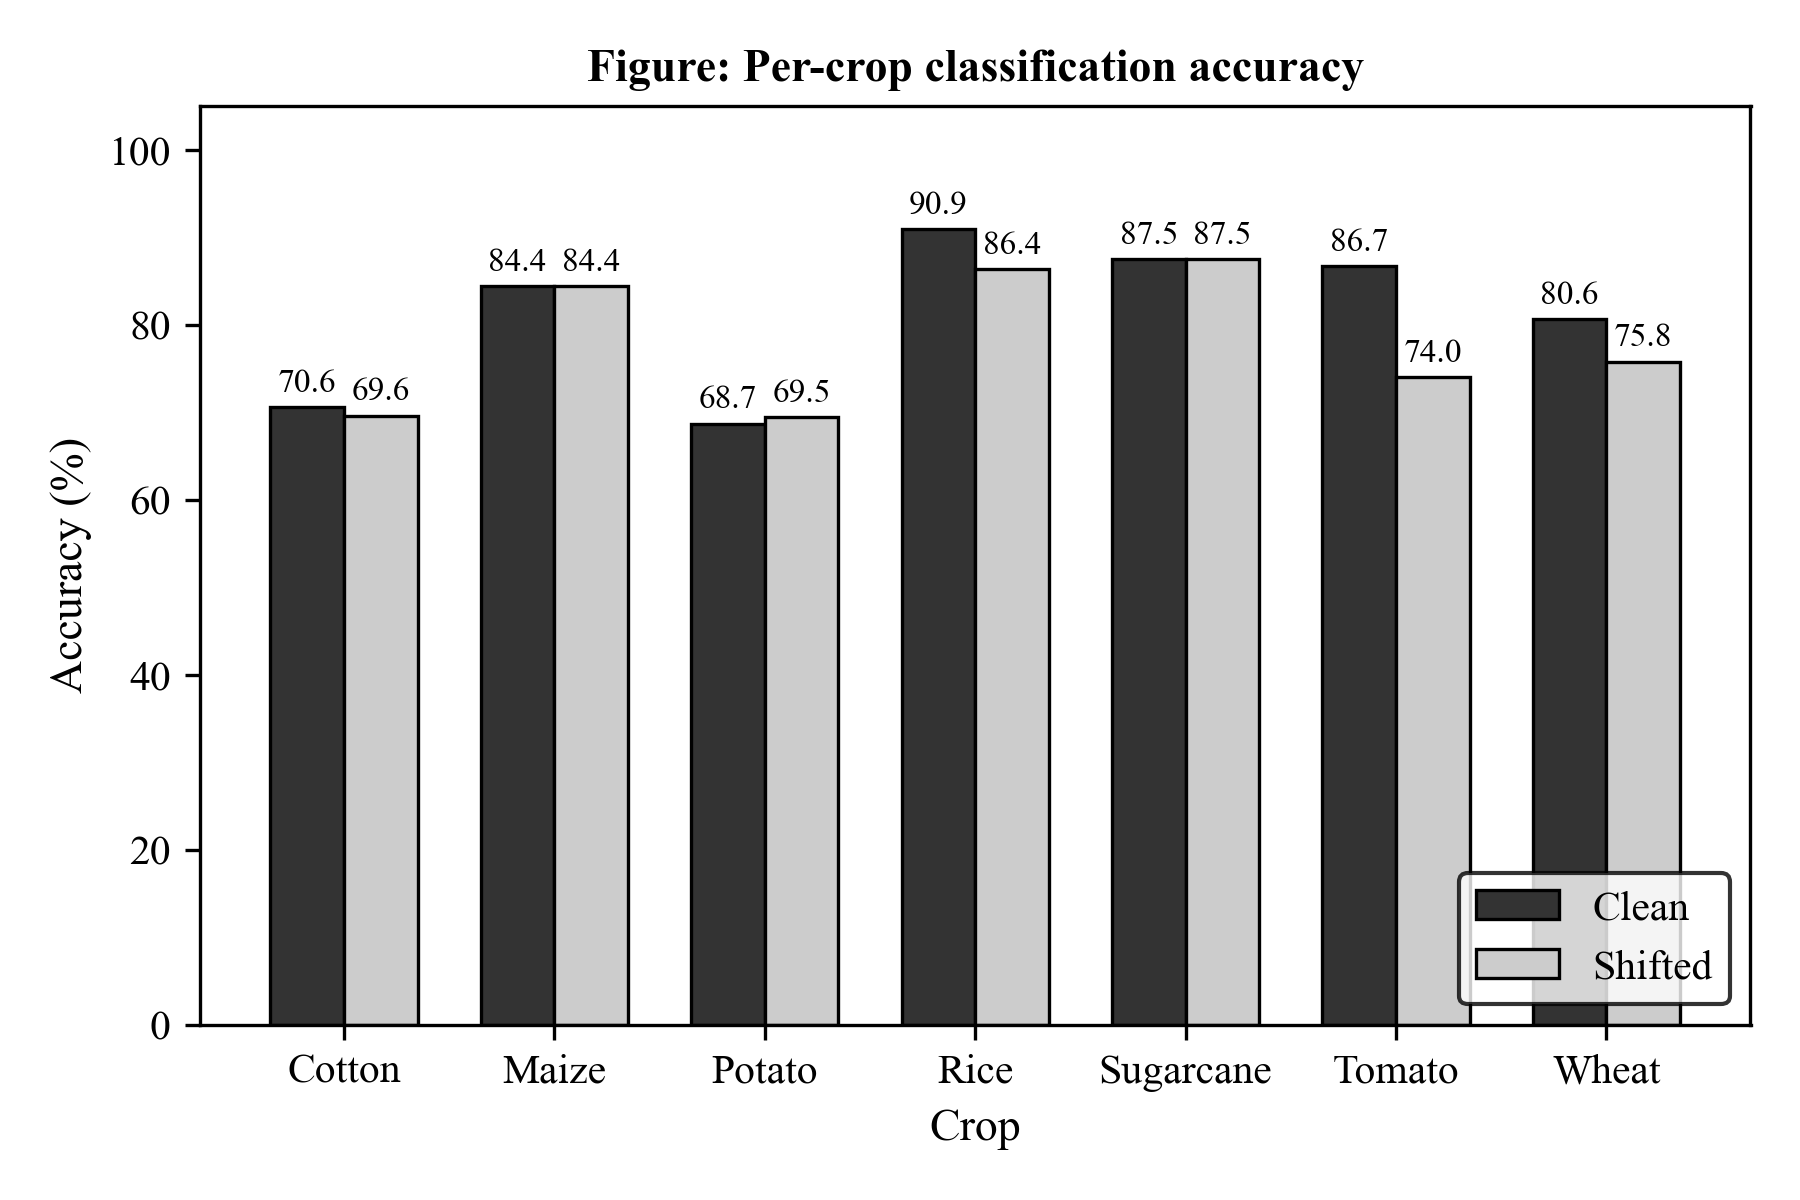 Figure: Per-crop classification accuracy
100
80
60
40
20
0
Accuracy (%)
70.6 69.6
84.4 84.4
68.7 69.5
90.9 86.4
87.5 87.5
86.7 74.0
80.6 75.8
Clean
Shifted
Cotton Maize Potato Rice Sugarcane Tomato Wheat
Crop